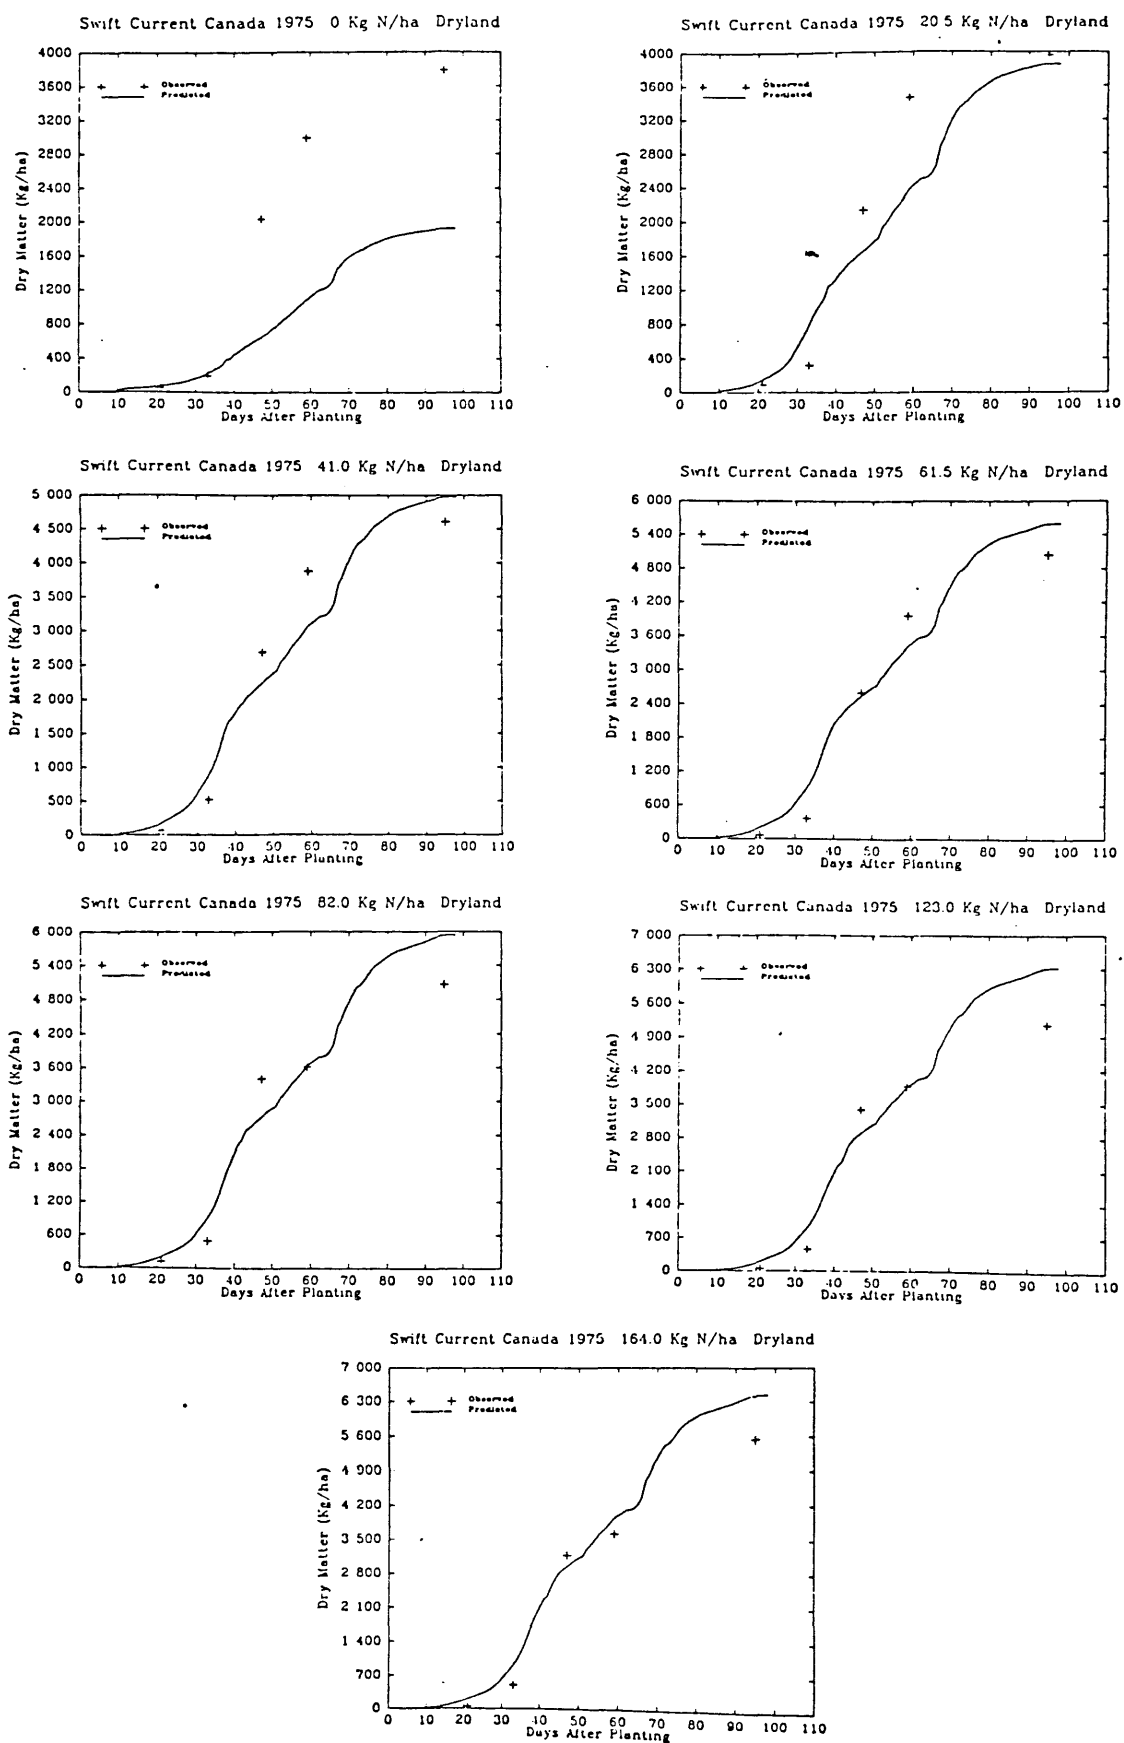 Swift Current Canada 1975 0 Kg N/ha Dryland
4000
3600
3200
2800
2400
2000
1600
1200
800
400
0
Dry Matter (Kg/ha)
Observed
Predicted
0 10 20 30 40 50 60 70 80 90 100 110
Days After Planting
Swift Current Canada 1975 20.5 Kg N/ha Dryland
4000
3600
3200
2800
2400
2000
1600
1200
800
400
0
Dry Matter (Kg/ha)
Observed
Predicted
0 10 20 30 40 50 60 70 80 90 100 110
Days After Planting
Swift Current Canada 1975 41.0 Kg N/ha Dryland
5 000
4 500
4 000
3 500
3 000
2 500
2 000
1 500
1 000
500
0
Dry Matter (Kg/ha)
Observed
Predicted
0 10 20 30 40 50 60 70 80 90 100 110
Days After Planting
Swift Current Canada 1975 61.5 Kg N/ha Dryland
6 000
5 400
4 800
4 200
3 600
3 000
2 400
1 800
1 200
600
0
Dry Matter (Kg/ha)
Observed
Predicted
0 10 20 30 40 50 60 70 80 90 100 110
Days After Planting
Swift Current Canada 1975 82.0 Kg N/ha Dryland
6 000
5 400
4 800
4 200
3 600
3 000
2 400
1 800
1 200
600
0
Dry Matter (Kg/ha)
Observed
Predicted
0 10 20 30 40 50 60 70 80 90 100 110
Days After Planting
Swift Current Canada 1975 123.0 Kg N/ha Dryland
7 000
6 300
5 600
4 900
4 200
3 500
2 800
2 100
1 400
700
0
Dry Matter (Kg/ha)
Observed
Predicted
0 10 20 30 40 50 60 70 80 90 100 110
Days After Planting
Swift Current Canada 1975 164.0 Kg N/ha Dryland
7 000
6 300
5 600
4 900
4 200
3 500
2 800
2 100
1 400
700
0
Dry Matter (Kg/ha)
Observed
Predicted
0 10 20 30 40 50 60 70 80 90 100 110
Days After Planting